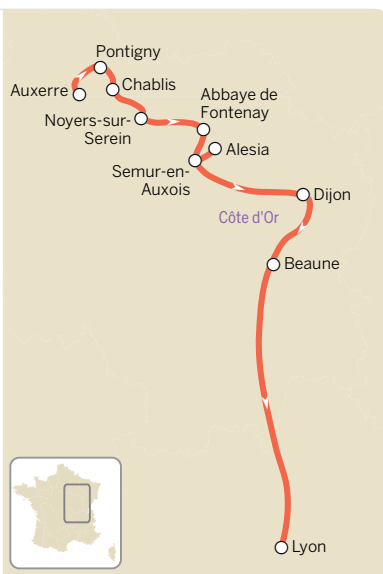 Pontigny
Auxerre
Chablis
Noyers-sur-
Serein
Abbaye de
Fontenay
Alesia
Semur-en-
Auxois
Dijon
Côte d'Or
Beaune
Lyon